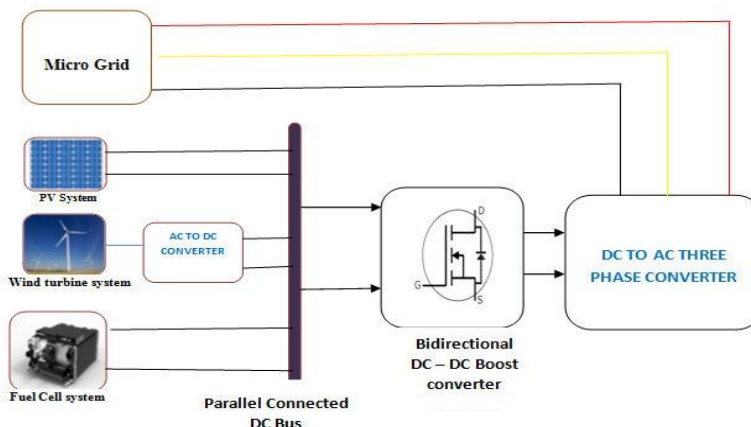 Micro Grid
PV System
AC TO DC
CONVERTER
Wind turbine system
Fuel Cell system
Parallel Connected
DC Bus
D
G
S
Bidirectional
DC – DC Boost
converter
DC TO AC THREE
PHASE CONVERTER